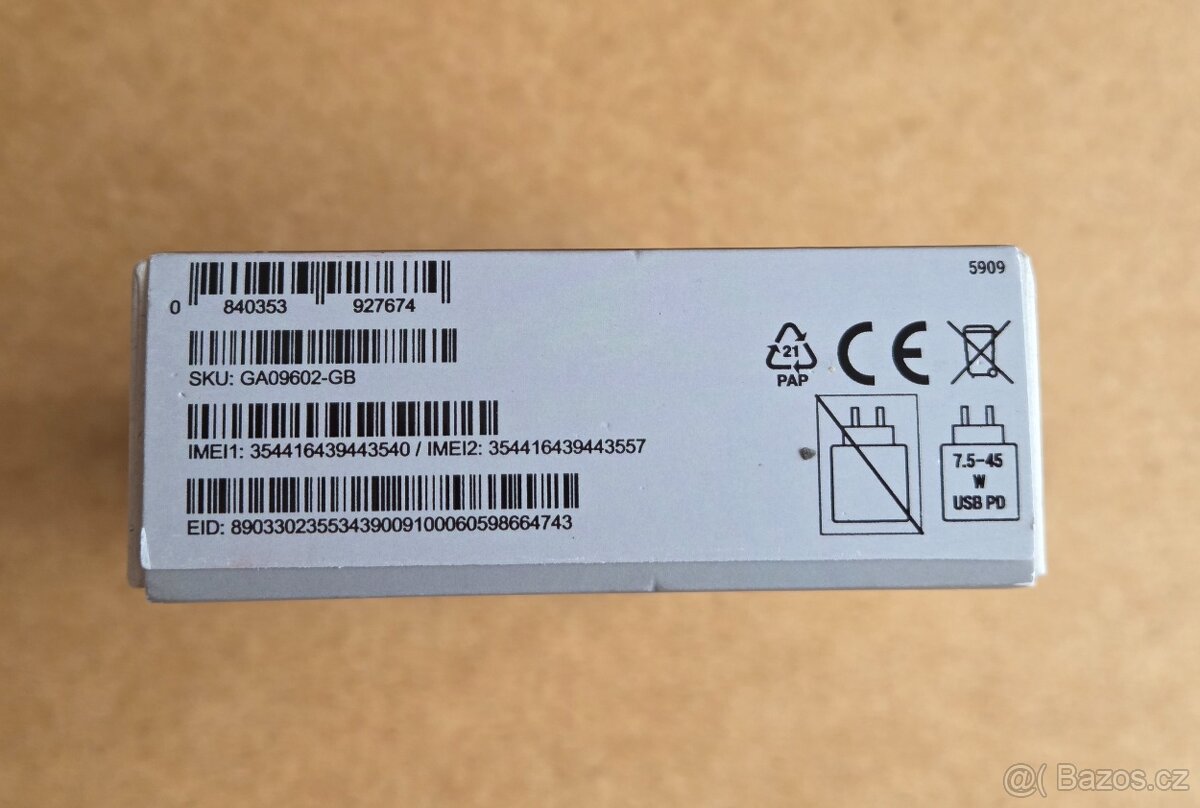 5909
0 840353 927674
SKU: GA09602-GB
IMEI1: 354416439443540 / IMEI2: 354416439443557
EID: 89033023553439009100060598664743
21
PAP
CE
7.5-45
W
USB PD
@( Bazos.cz